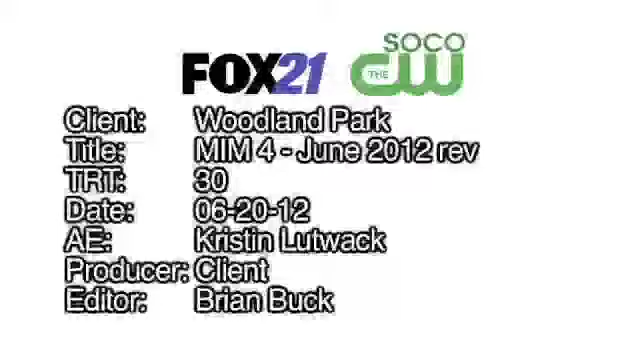 SOCO
FOX21 THE CW
Client: Woodland Park
Title: MIM 4 - June 2012 rev
TRT: 30
Date: 06-20-12
AE: Kristin Lutwack
Producer: Client
Editor: Brian Buck